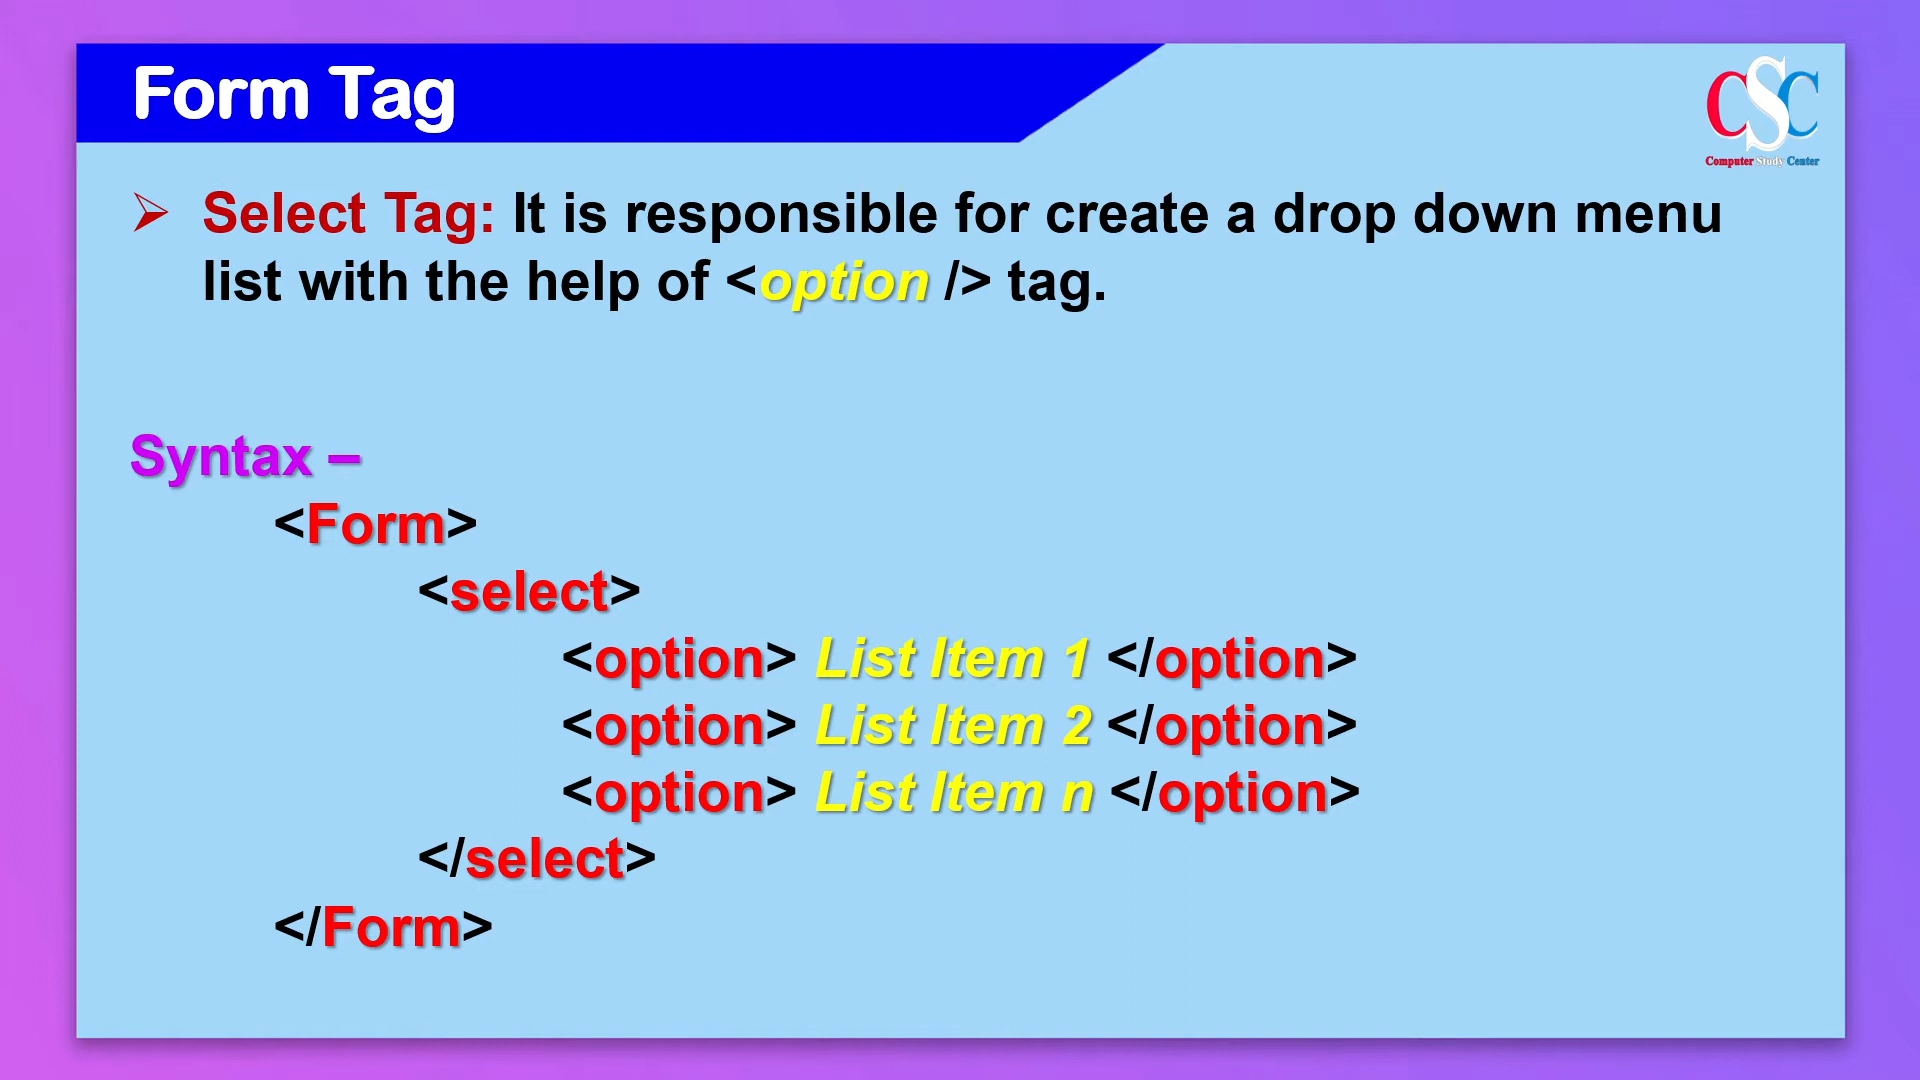 Form Tag
CSC
Computer Study Center
➢ Select Tag: It is responsible for create a drop down menu
list with the help of <option /> tag.
Syntax –
<Form>
<select>
<option> List Item 1 </option>
<option> List Item 2 </option>
<option> List Item n </option>
</select>
</Form>